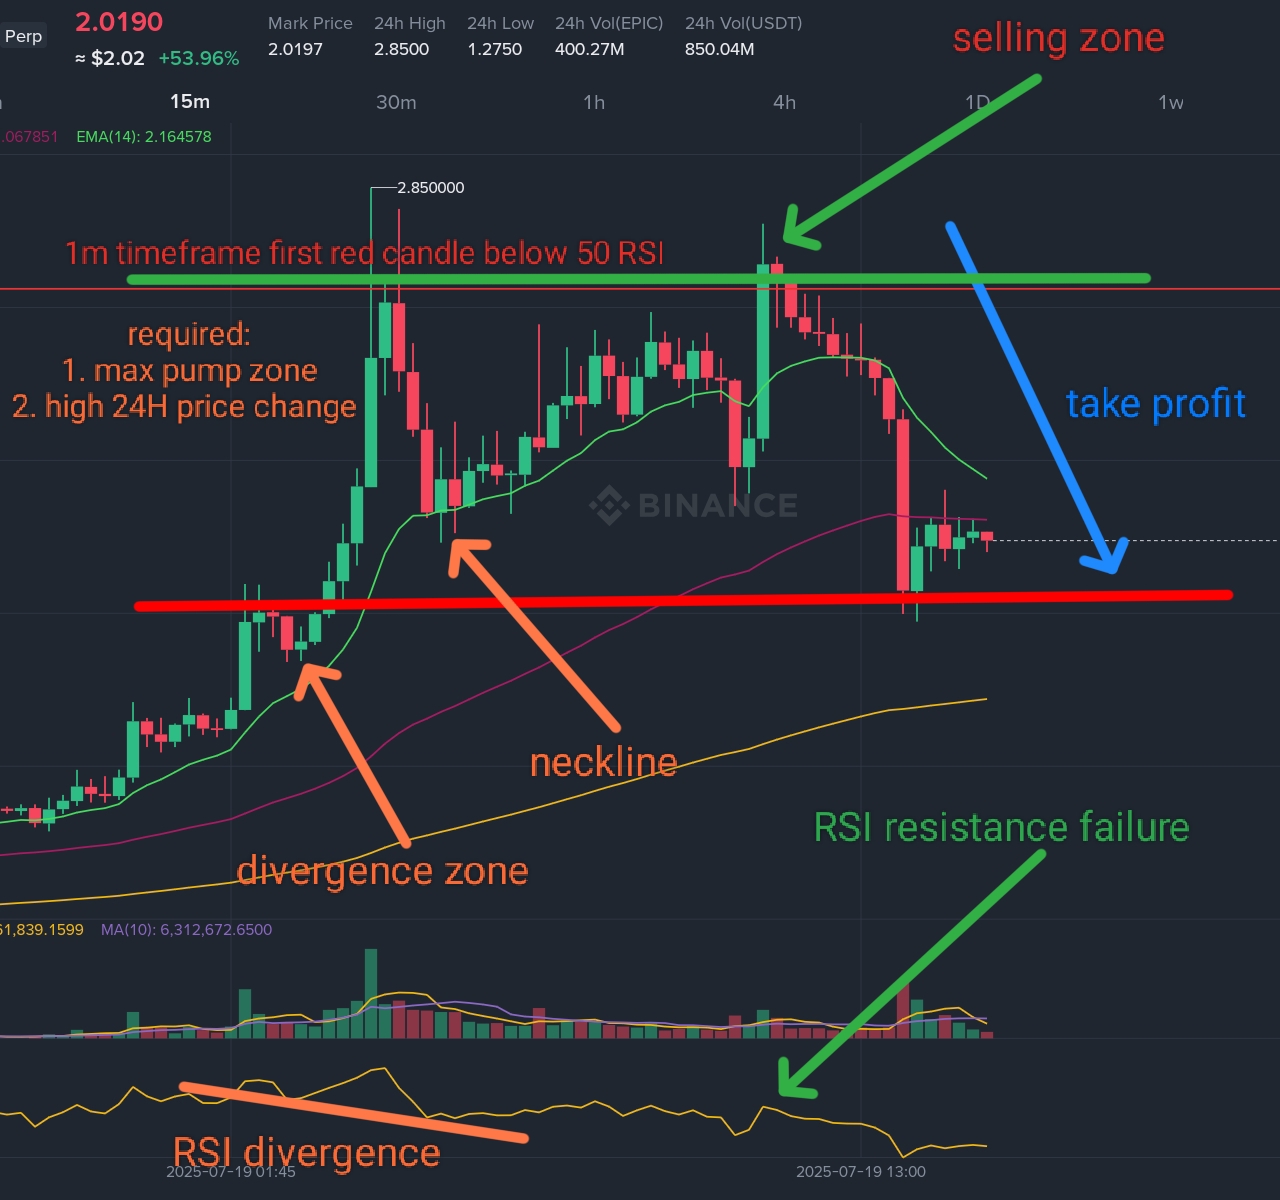 Perp
2.0190
≈ $2.02 +53.96%
Mark Price 24h High 24h Low 24h Vol(EPIC) 24h Vol(USDT)
2.0197 2.8500 1.2750 400.27M 850.04M
selling zone
15m 30m 1h 4h 1D 1w
.067851 EMA(14): 2.164578
2.850000
1m timeframe first red candle below 50 RSI
required:
1. max pump zone
2. high 24H price change
take profit
BINANCE
neckline
RSI resistance failure
divergence zone
61,839.1599 MA(10): 6,312,672.6500
RSI divergence
2025-07-19 01:45 2025-07-19 13:00